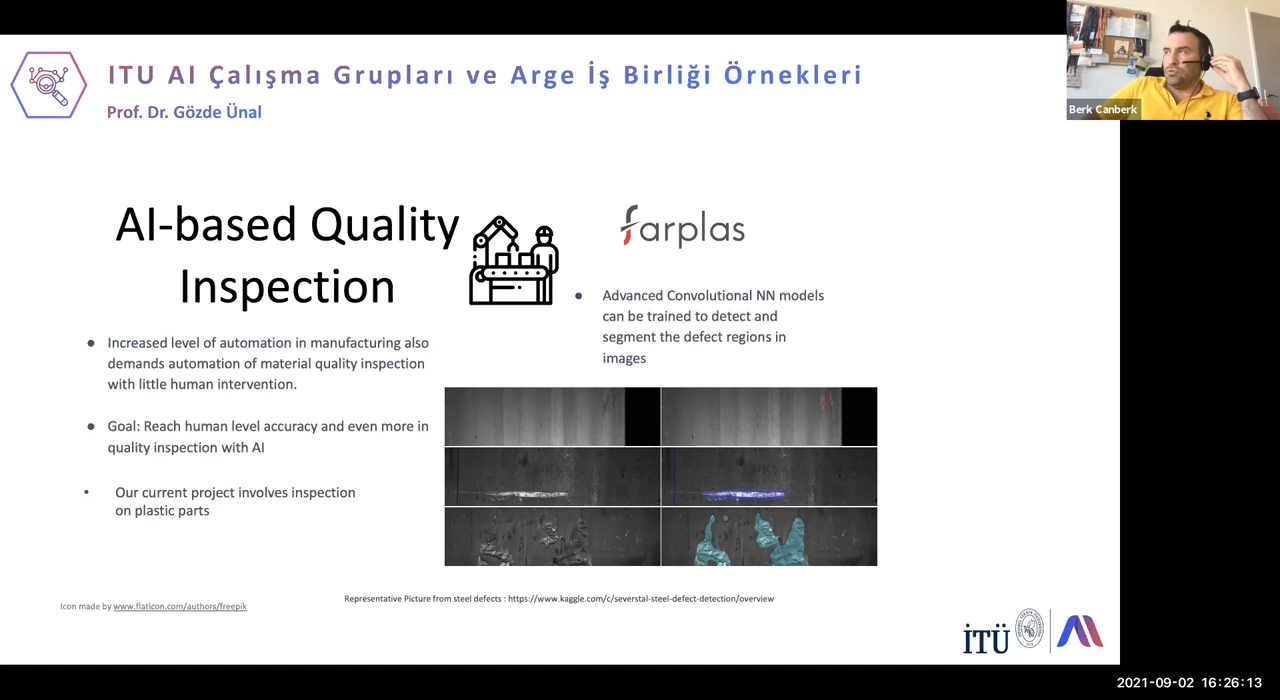 ITU AI Çalışma Grupları ve Arge İş Birliği Örnekleri
Prof. Dr. Gözde Ünal
Berk Canberk
AI-based Quality
Inspection
farplas
● Increased level of automation in manufacturing also
demands automation of material quality inspection
with little human intervention.
● Goal: Reach human level accuracy and even more in
quality inspection with AI
• Our current project involves inspection
on plastic parts
● Advanced Convolutional NN models
can be trained to detect and
segment the defect regions in
images
Icon made by www.flaticon.com/authors/freepik
Representative Picture from steel defects : https://www.kaggle.com/c/severstal-steel-defect-detection/overview
İTÜ
2021-09-02 16:26:13